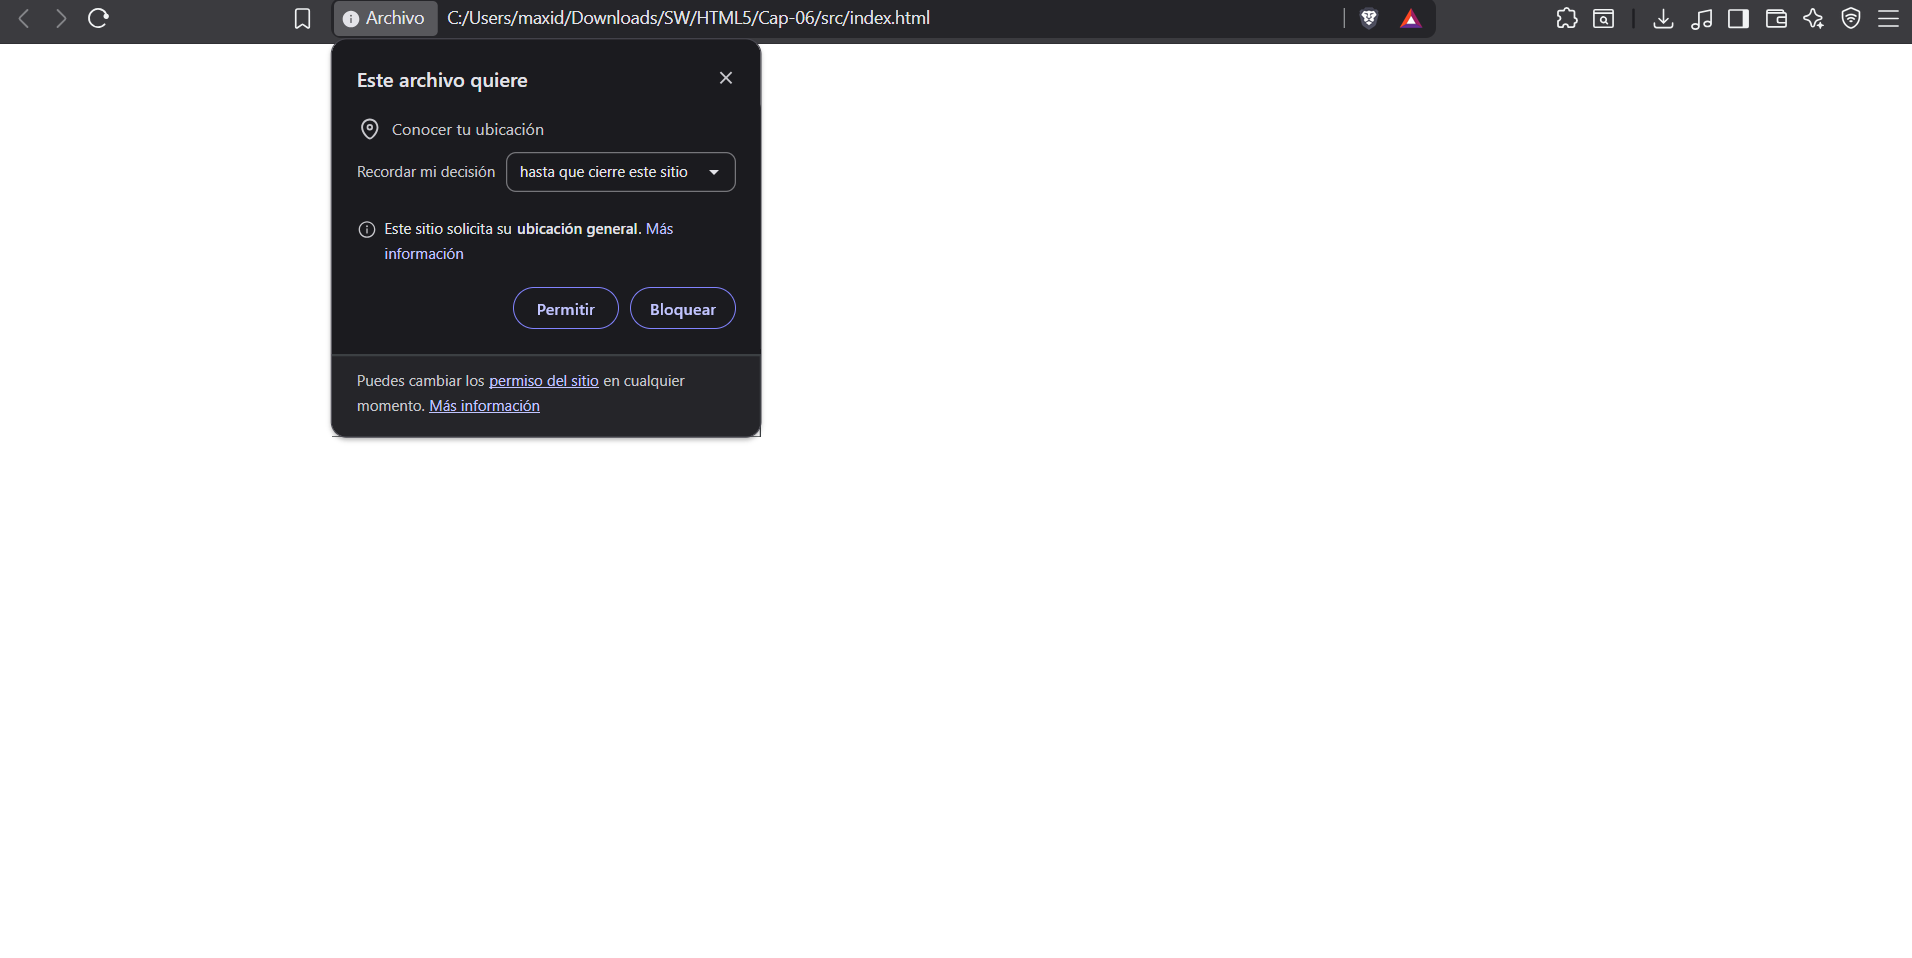 Archivo C:/Users/maxid/Downloads/SW/HTML5/Cap-06/src/index.html
Este archivo quiere
Conocer tu ubicación
Recordar mi decisión hasta que cierre este sitio
Este sitio solicita su ubicación general. Más
información
Permitir Bloquear
Puedes cambiar los permiso del sitio en cualquier
momento. Más información